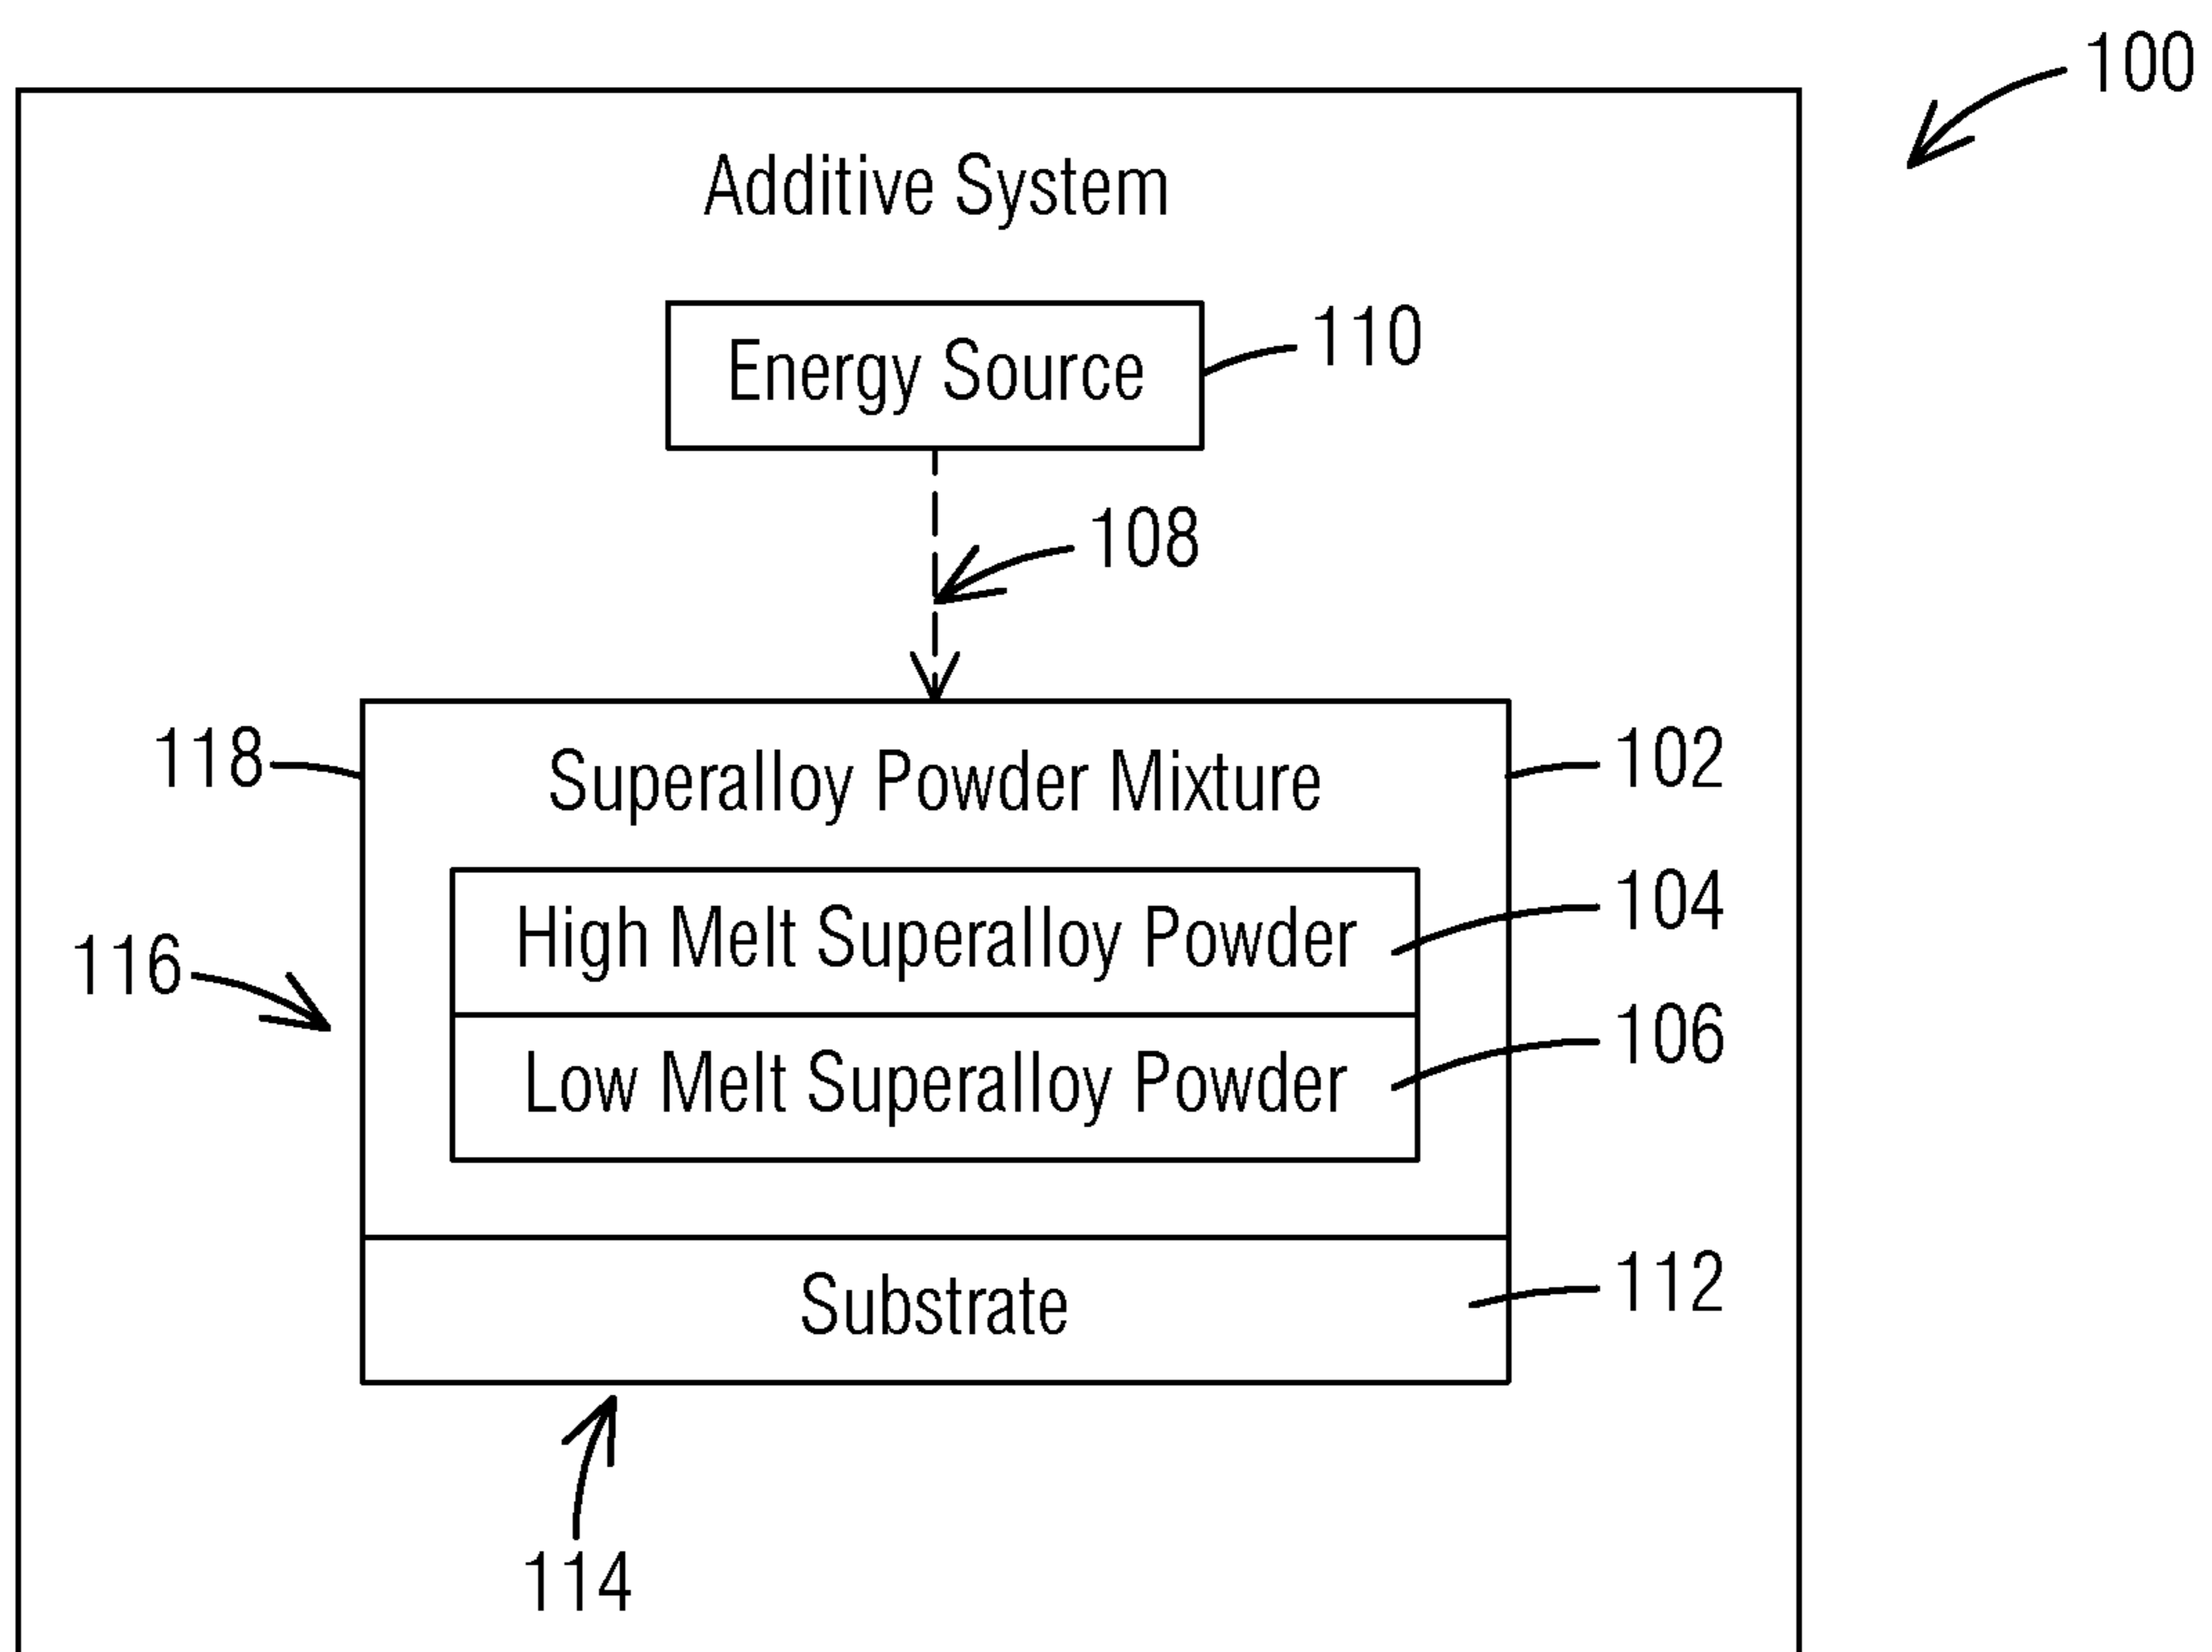 100
Additive System
Energy Source
110
108
118
Superalloy Powder Mixture
102
High Melt Superalloy Powder
104
116
Low Melt Superalloy Powder
106
Substrate
112
114